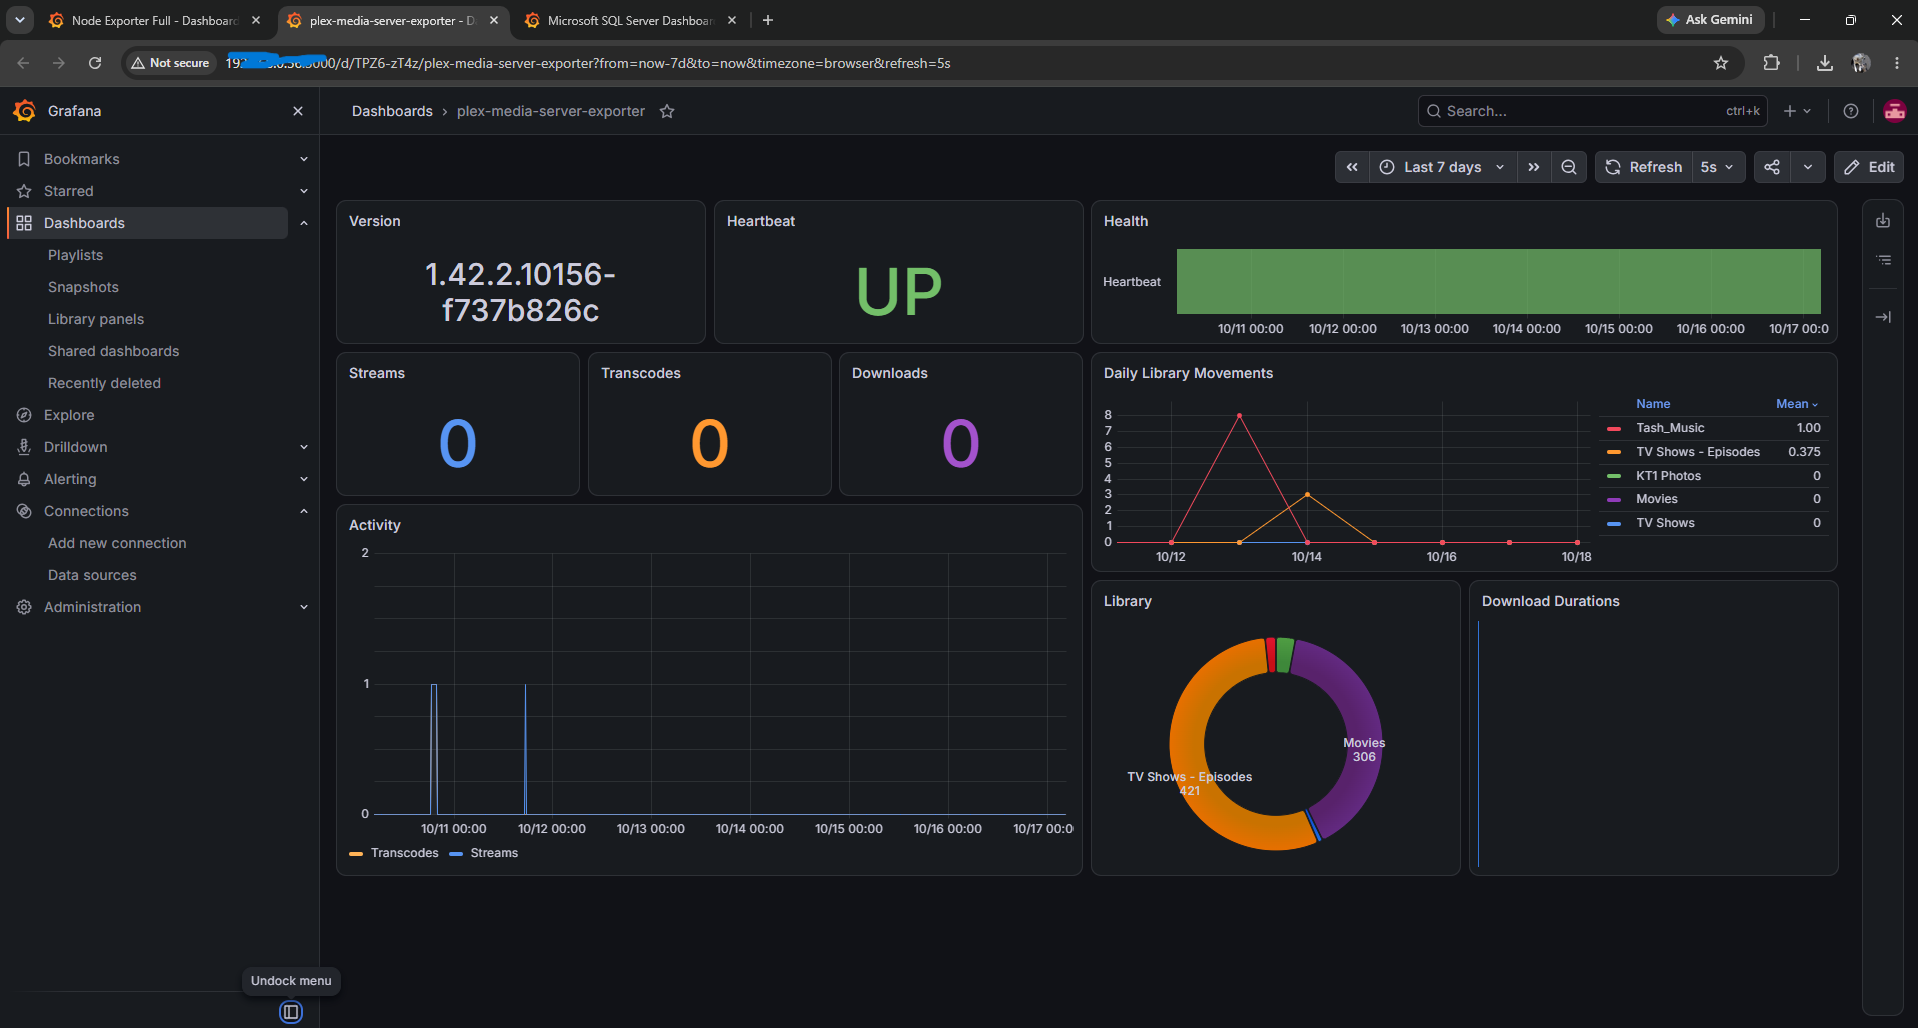 Node Exporter Full - Dashboard
plex-media-server-exporter - D
Microsoft SQL Server Dashboar
Ask Gemini
Not secure
/d/TPZ6-zT4z/plex-media-server-exporter?from=now-7d&to=now&timezone=browser&refresh=5s
Grafana
Dashboards › plex-media-server-exporter
Search...
ctrl+k
Bookmarks
Starred
Dashboards
Playlists
Snapshots
Library panels
Shared dashboards
Recently deleted
Explore
Drilldown
Alerting
Connections
Add new connection
Data sources
Administration
Undock menu
Last 7 days
Refresh
5s
Edit
Version
1.42.2.10156-
f737b826c
Heartbeat
UP
Health
Heartbeat
10/11 00:00 10/12 00:00 10/13 00:00 10/14 00:00 10/15 00:00 10/16 00:00 10/17 00:0
Streams
0
Transcodes
0
Downloads
0
Daily Library Movements
8
7
6
5
4
3
2
1
0
10/12 10/14 10/16 10/18
Name Mean
Tash_Music 1.00
TV Shows - Episodes 0.375
KT1 Photos 0
Movies 0
TV Shows 0
Activity
2
1
0
10/11 00:00 10/12 00:00 10/13 00:00 10/14 00:00 10/15 00:00 10/16 00:00 10/17 00:0
Transcodes Streams
Library
Movies
306
TV Shows - Episodes
421
Download Durations